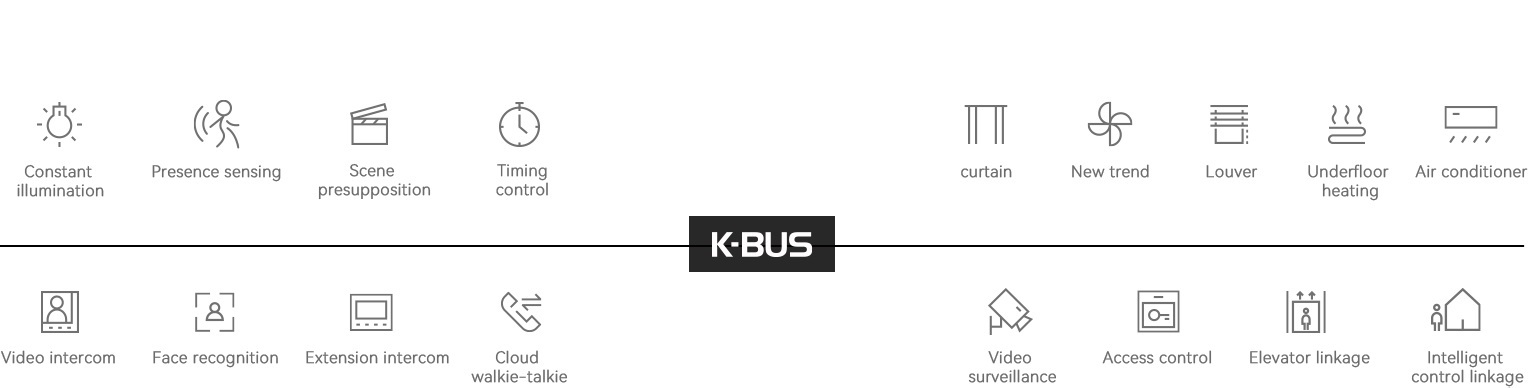 Constant
illumination
Presence sensing
Scene
presupposition
Timing
control
curtain
New trend
Louver
Underfloor
heating
Air conditioner
K-BUS
Video intercom
Face recognition
Extension intercom
Cloud
walkie-talkie
Video
surveillance
Access control
Elevator linkage
Intelligent
control linkage